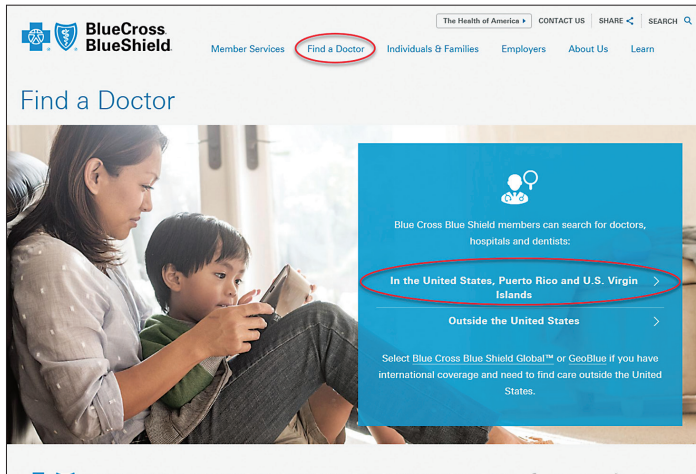 The Health of America
CONTACT US
SHARE
SEARCH
BlueCross
BlueShield
Member Services
Find a Doctor
Individuals & Families
Employers
About Us
Learn
Find a Doctor
Blue Cross Blue Shield members can search for doctors,
hospitals and dentists:
In the United States, Puerto Rico and U.S. Virgin
Islands
Outside the United States
Select Blue Cross Blue Shield Global™ or GeoBlue if you have
international coverage and need to find care outside the United
States.